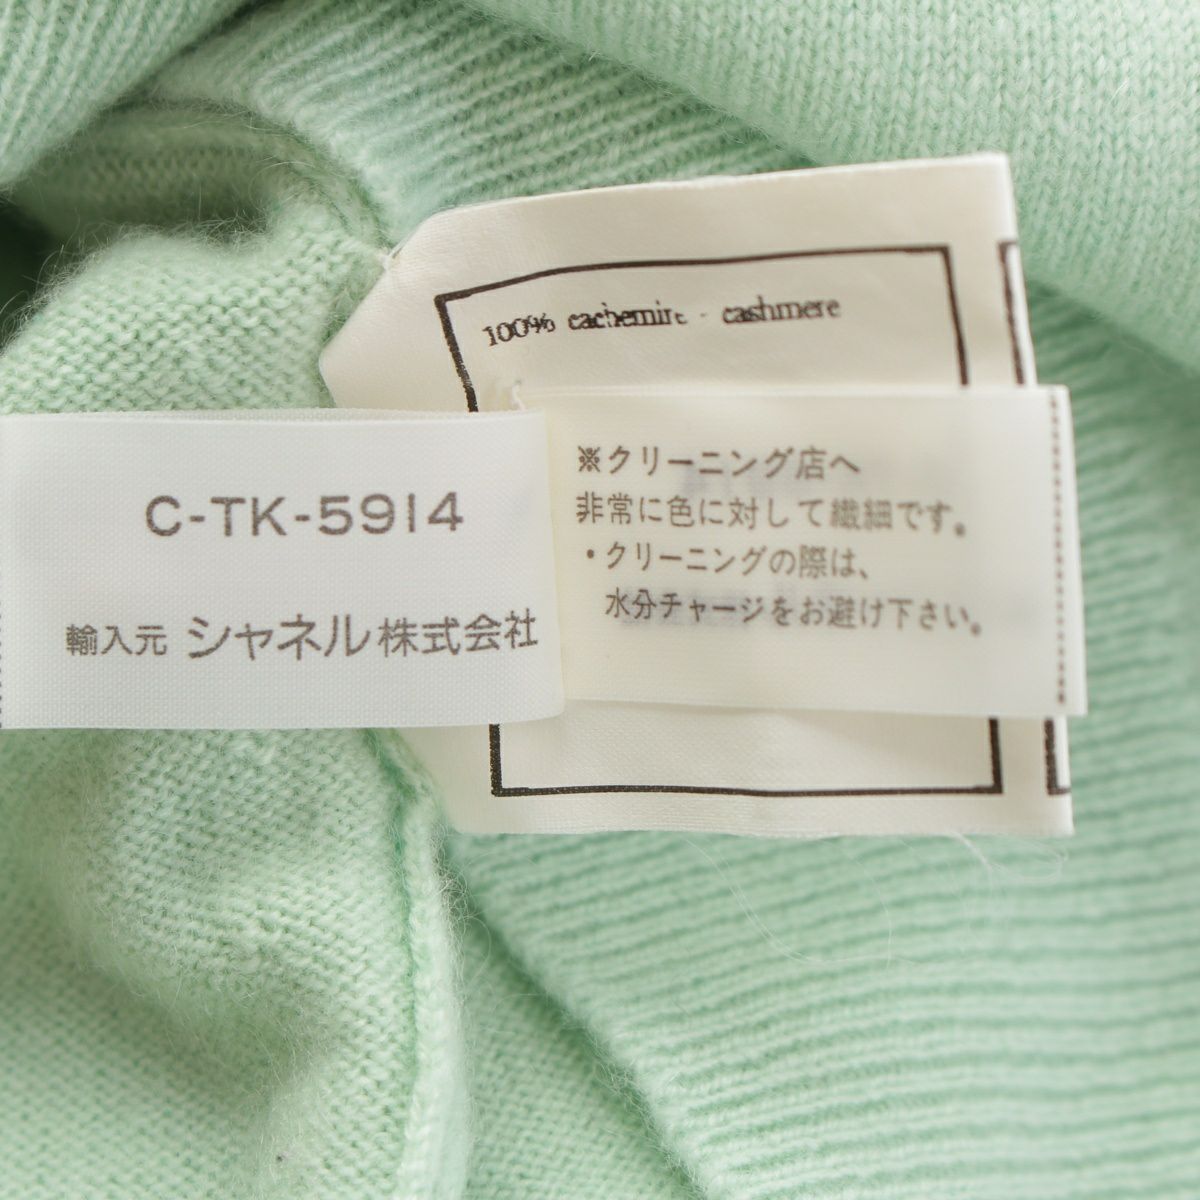 100% cachemire - cashmere
C-TK-5914
輸入元 シャネル株式会社
※クリーニング店へ
非常に色に対して繊細です。
・クリーニングの際は、
水分チャージをお避け下さい。